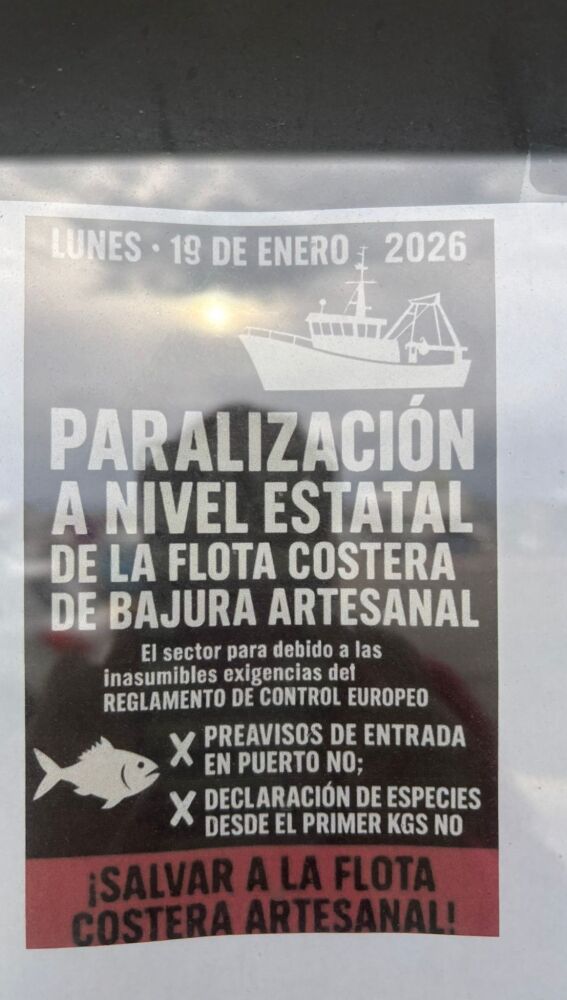 LUNES · 19 DE ENERO 2026
PARALIZACIÓN
A NIVEL ESTATAL
DE LA FLOTA COSTERA
DE BAJURA ARTESANAL
El sector para debido a las
inasumibles exigencias del
REGLAMENTO DE CONTROL EUROPEO
X PREAVISOS DE ENTRADA
EN PUERTO NO;
X DECLARACIÓN DE ESPECIES
DESDE EL PRIMER KGS NO
¡SALVAR A LA FLOTA
COSTERA ARTESANAL!